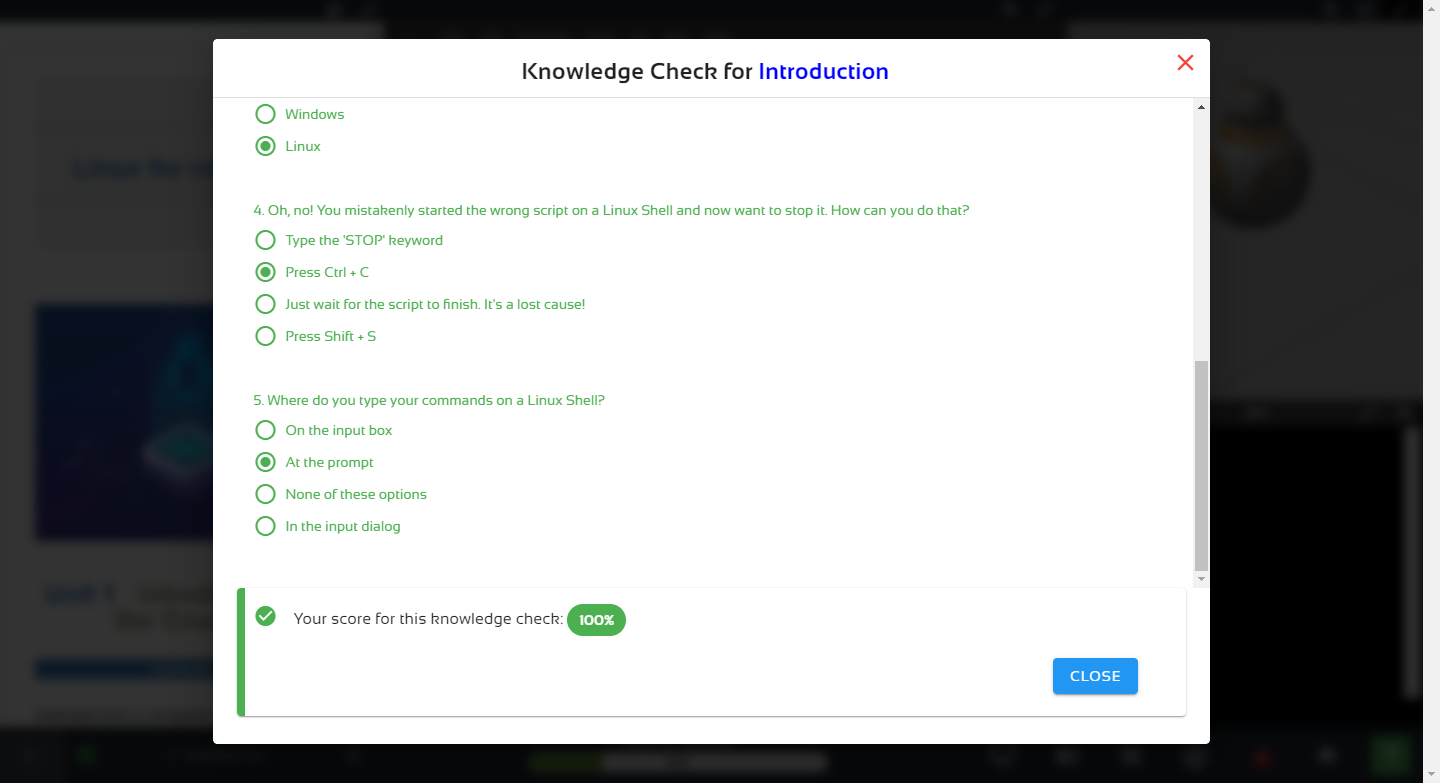 Knowledge Check for Introduction
Windows
Linux
4. Oh, no! You mistakenly started the wrong script on a Linux Shell and now want to stop it. How can you do that?
Type the 'STOP' keyword
Press Ctrl + C
Just wait for the script to finish. It's a lost cause!
Press Shift + S
5. Where do you type your commands on a Linux Shell?
On the input box
At the prompt
None of these options
In the input dialog
Your score for this knowledge check: 100%
CLOSE
Linux for
Unit 1